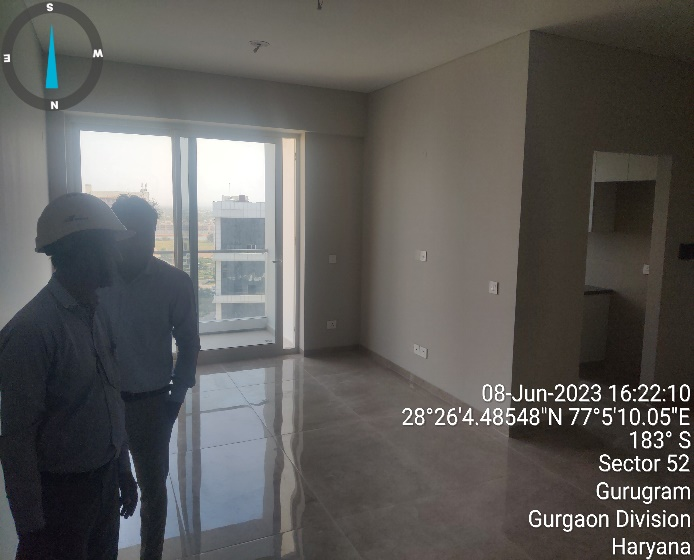 S
E
W
N
08-Jun-2023 16:22:10
28°26'4.48548"N 77°5'10.05"E
183° S
Sector 52
Gurugram
Gurgaon Division
Haryana